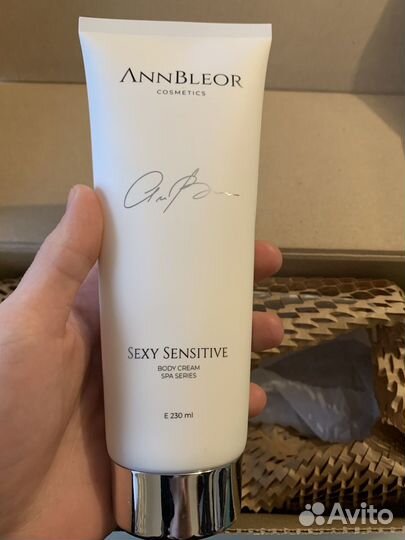 ANNBLEOR
COSMETICS
SEXY SENSITIVE
BODY CREAM
SPA SERIES
E 230 ml
Avito